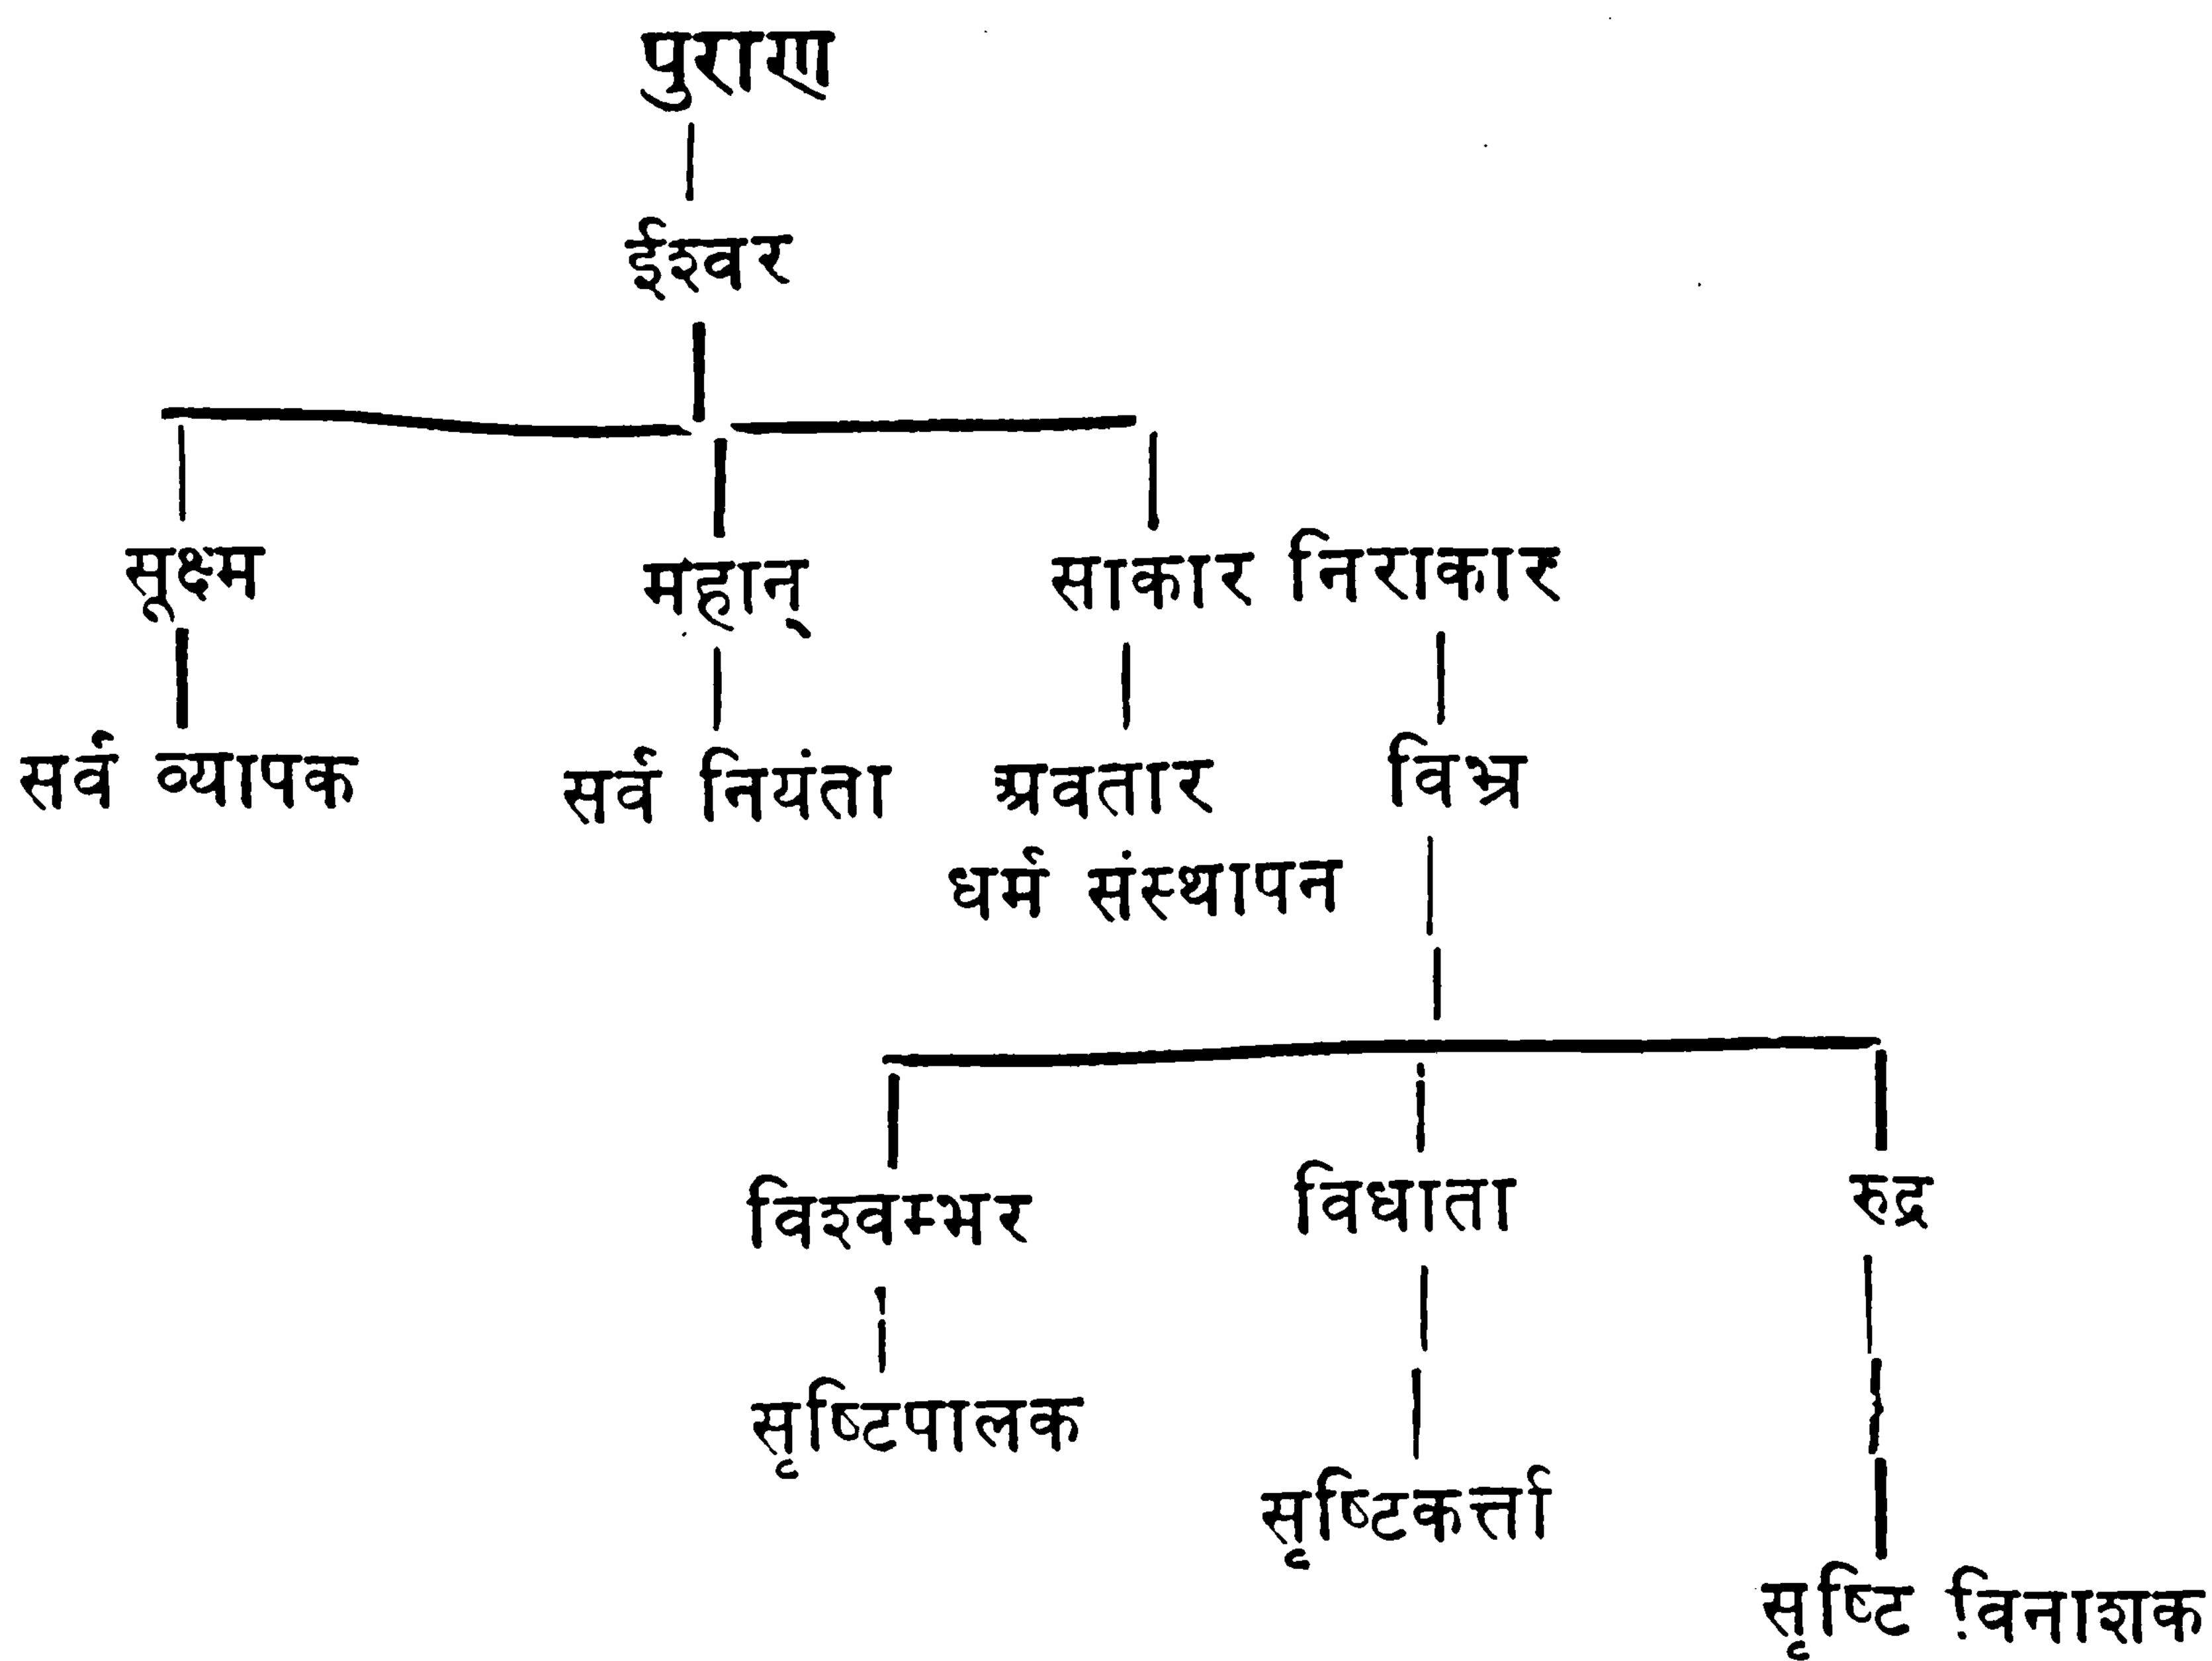 पुराण
ईश्वर
सूक्ष्म महान् साकार निराकार
सर्व व्यापक सर्व नियंता अवतार विभ्र
धर्म संस्थापन
विश्वम्भर विधाता रुद्र
सृष्टिपालक
सृष्टिकर्त्ता
सृष्टि विनाशक